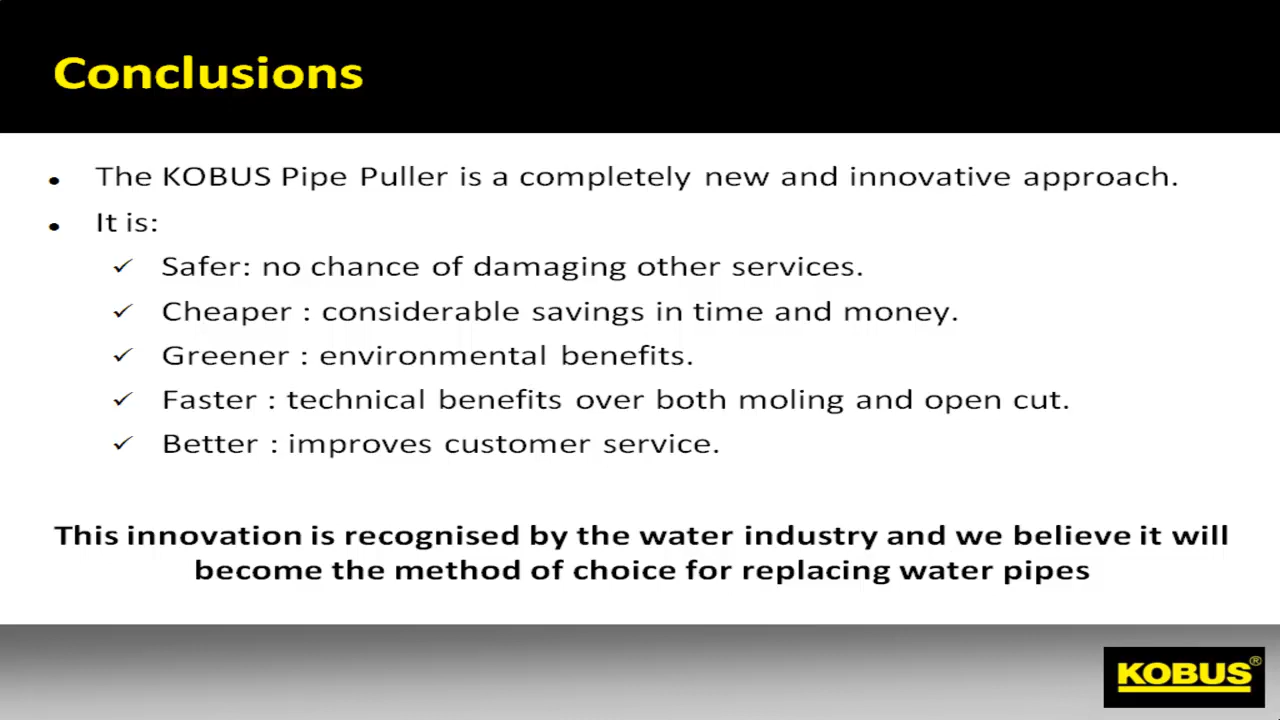 Conclusions
• The KOBUS Pipe Puller is a completely new and innovative approach.
• It is:
✓ Safer: no chance of damaging other services.
✓ Cheaper : considerable savings in time and money.
✓ Greener : environmental benefits.
✓ Faster : technical benefits over both moling and open cut.
✓ Better : improves customer service.
This innovation is recognised by the water industry and we believe it will
become the method of choice for replacing water pipes
KOBUS®